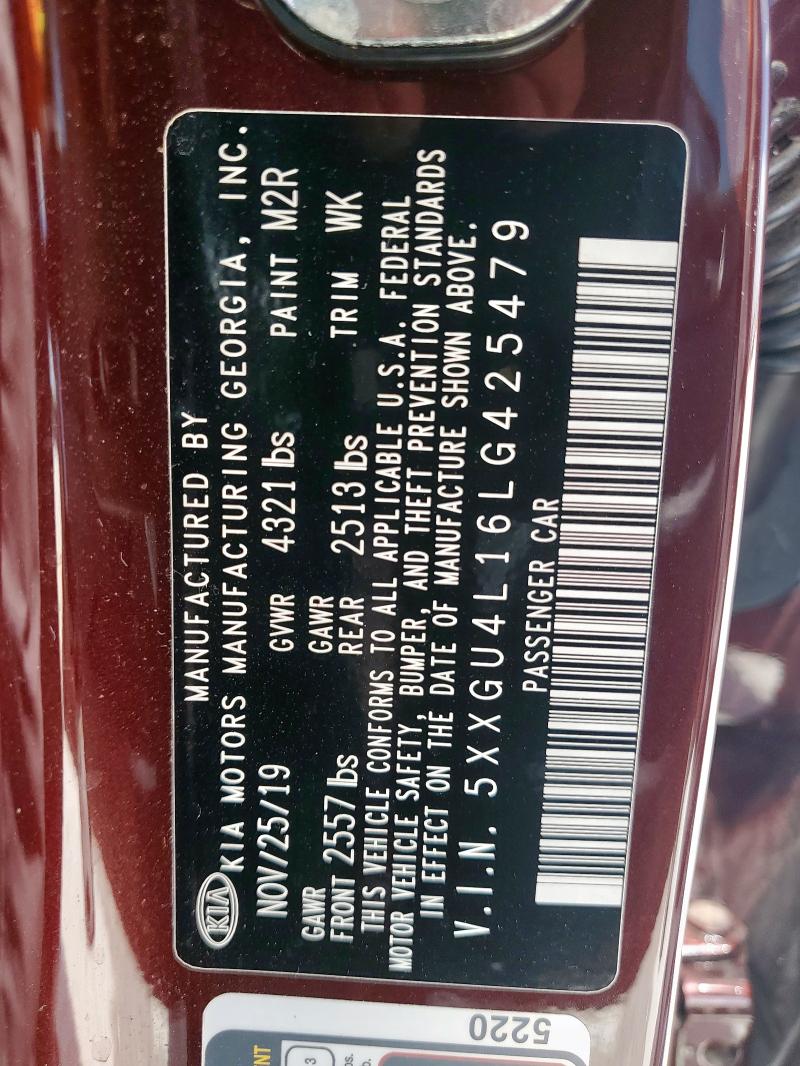 MANUFACTURED BY
KIA KIA MOTORS MANUFACTURING GEORGIA, INC.
NOV/25/19 GVWR 4321 lbs PAINT M2R
GAWR GAWR
FRONT 2557 lbs REAR 2513 lbs TRIM WK
THIS VEHICLE CONFORMS TO ALL APPLICABLE U.S.A. FEDERAL
MOTOR VEHICLE SAFETY, BUMPER, AND THEFT PREVENTION STANDARDS
IN EFFECT ON THE DATE OF MANUFACTURE SHOWN ABOVE.
V.I.N. 5XXGU4L16LG425479
PASSENGER CAR
5220
3